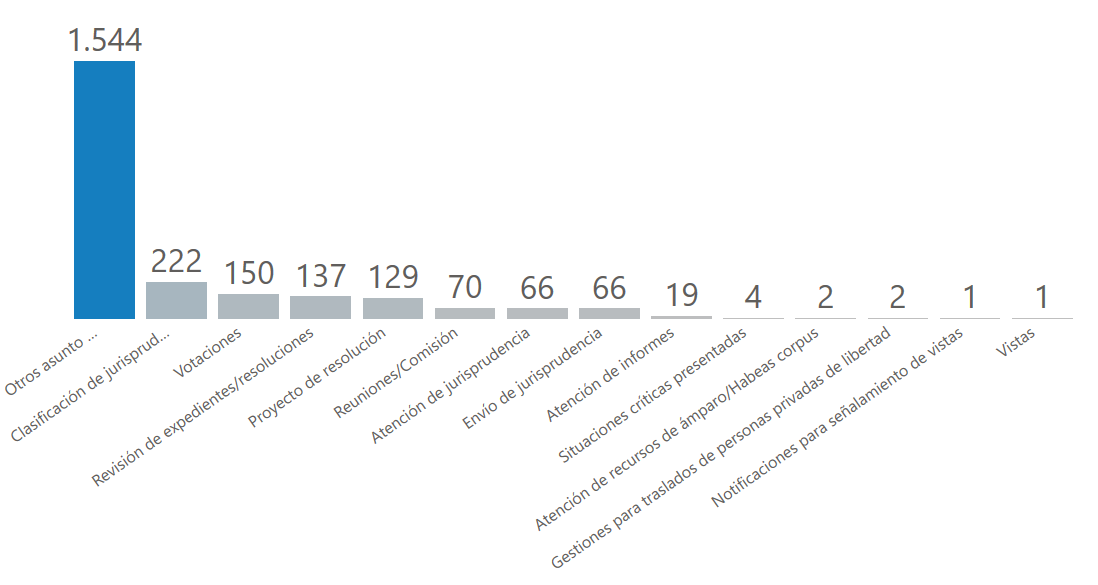 1.544
222
150
137
129
70
66
66
19
4
2
2
1
1
Otros asunto ...
Clasificación de jurisprud...
Votaciones
Revisión de expedientes/resoluciones
Proyecto de resolución
Reuniones/Comisión
Atención de jurisprudencia
Envío de jurisprudencia
Atención de informes
Situaciones críticas presentadas
Atención de recursos de ámparo/Habeas corpus
Gestiones para traslados de personas privadas de libertad
Notificaciones para señalamiento de vistas
Vistas